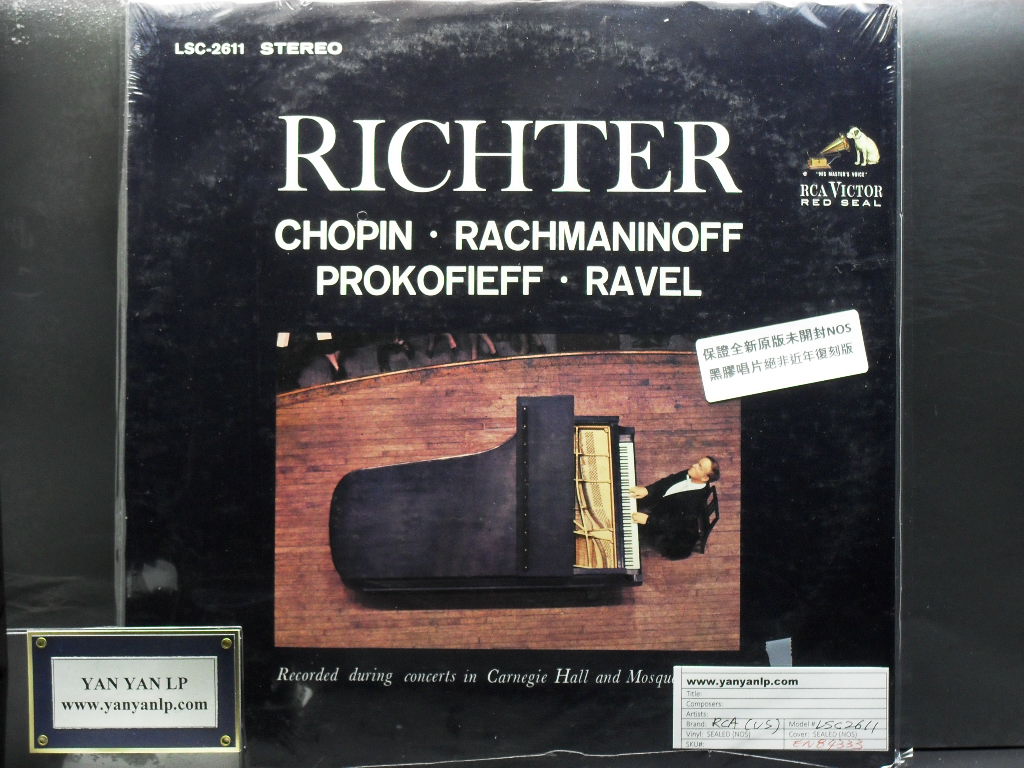 LSC-2611 STEREO
RICHTER
"HIS MASTER'S VOICE"
RCA VICTOR
RED SEAL
CHOPIN · RACHMANINOFF
PROKOFIEFF · RAVEL
保證全新原版未開封NOS
黑膠唱片絕非近年復刻版
Recorded during concerts in Carnegie Hall and Mosqu
YAN YAN LP
www.yanyanlp.com
www.yanyanlp.com
Title:
Composers:
Artists:
Brand: RCA (US) Model #: LSC2611
Vinyl: SEALED (NOS) Cover: SEALED (NOS)
SKU#: EN84333